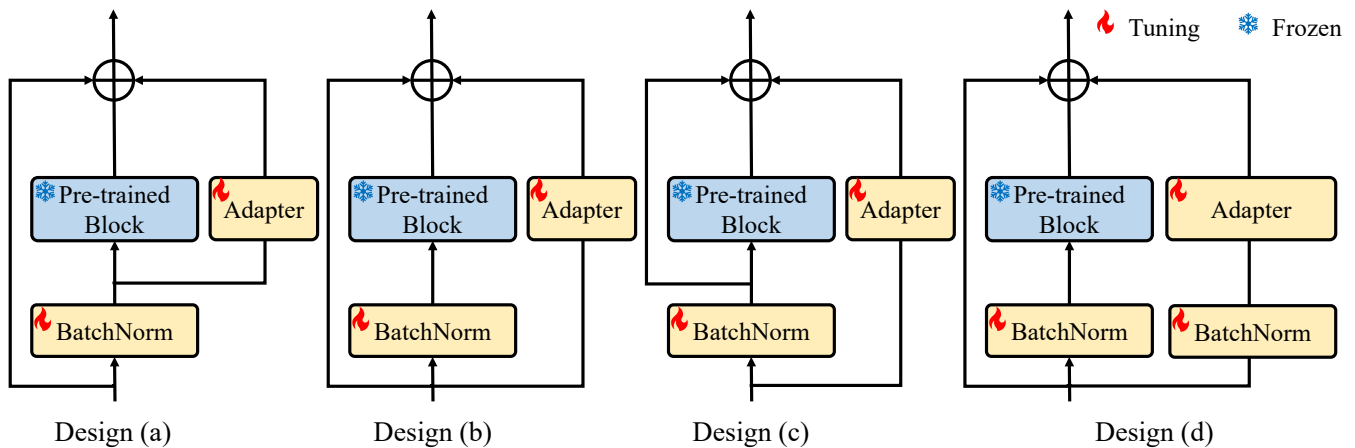 Tuning
Frozen
Pre-trained
Block
Adapter
BatchNorm
Design (a)
Pre-trained
Block
Adapter
BatchNorm
Design (b)
Pre-trained
Block
Adapter
BatchNorm
Design (c)
Pre-trained
Block
Adapter
BatchNorm
BatchNorm
Design (d)